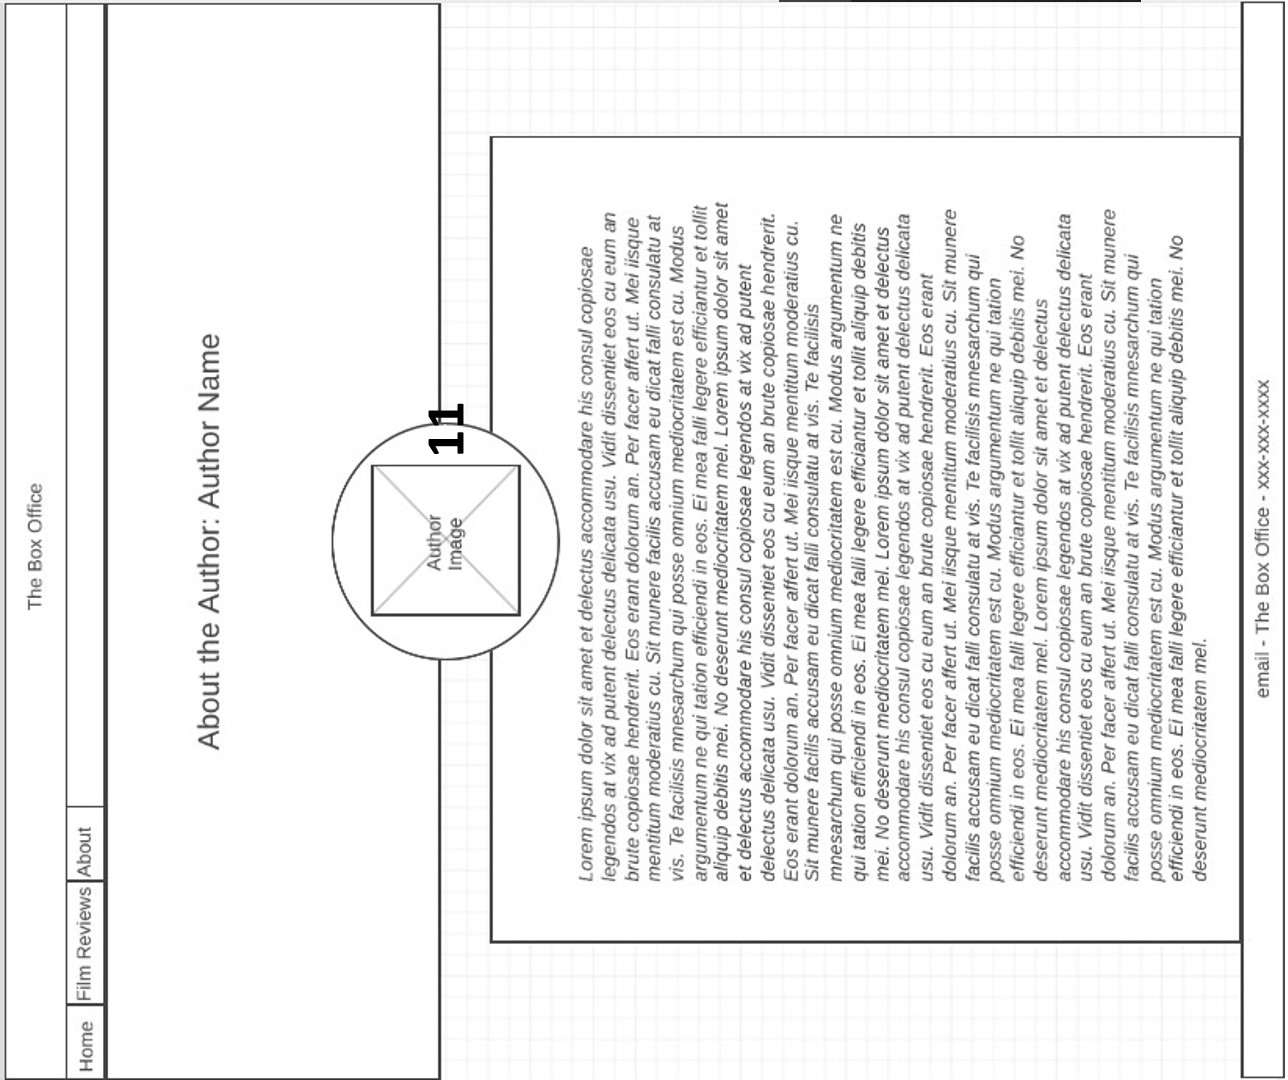 The Box Office
Home
Film Reviews
About
About the Author: Author Name
11
Author
Image
Lorem ipsum dolor sit amet et delectus accommodare his consul copiosae
legendos at vix ad putent delectus delicata usu. Vidit dissentiet eos cu eum an
brute copiosae hendrerit. Eos erant dolorum an. Per facer affert ut. Mei iisque
mentitum moderatius cu. Sit munere facilis accusam eu dicat falli consulatu at
vis. Te facilisis mnesarchum qui posse omnium mediocritatem est cu. Modus
argumentum ne qui tation efficiendi in eos. Ei mea falli legere efficiantur et tollit
aliquip debitis mei. No deserunt mediocritatem mel. Lorem ipsum dolor sit amet
et delectus accommodare his consul copiosae legendos at vix ad putent
delectus delicata usu. Vidit dissentiet eos cu eum an brute copiosae hendrerit.
Eos erant dolorum an. Per facer affert ut. Mei iisque mentitum moderatius cu.
Sit munere facilis accusam eu dicat falli consulatu at vis. Te facilisis
mnesarchum qui posse omnium mediocritatem est cu. Modus argumentum ne
qui tation efficiendi in eos. Ei mea falli legere efficiantur et tollit aliquip debitis
mei. No deserunt mediocritatem mel. Lorem ipsum dolor sit amet et delectus
accommodare his consul copiosae legendos at vix ad putent delectus delicata
usu. Vidit dissentiet eos cu eum an brute copiosae hendrerit. Eos erant
dolorum an. Per facer affert ut. Mei iisque mentitum moderatius cu. Sit munere
facilis accusam eu dicat falli consulatu at vis. Te facilisis mnesarchum qui
posse omnium mediocritatem est cu. Modus argumentum ne qui tation
efficiendi in eos. Ei mea falli legere efficiantur et tollit aliquip debitis mei. No
deserunt mediocritatem mel. Lorem ipsum dolor sit amet et delectus
accommodare his consul copiosae legendos at vix ad putent delectus delicata
usu. Vidit dissentiet eos cu eum an brute copiosae hendrerit. Eos erant
dolorum an. Per facer affert ut. Mei iisque mentitum moderatius cu. Sit munere
facilis accusam eu dicat falli consulatu at vis. Te facilisis mnesarchum qui
posse omnium mediocritatem est cu. Modus argumentum ne qui tation
efficiendi in eos. Ei mea falli legere efficiantur et tollit aliquip debitis mei. No
deserunt mediocritatem mel.
email - The Box Office - xxx-xxx-xxxx